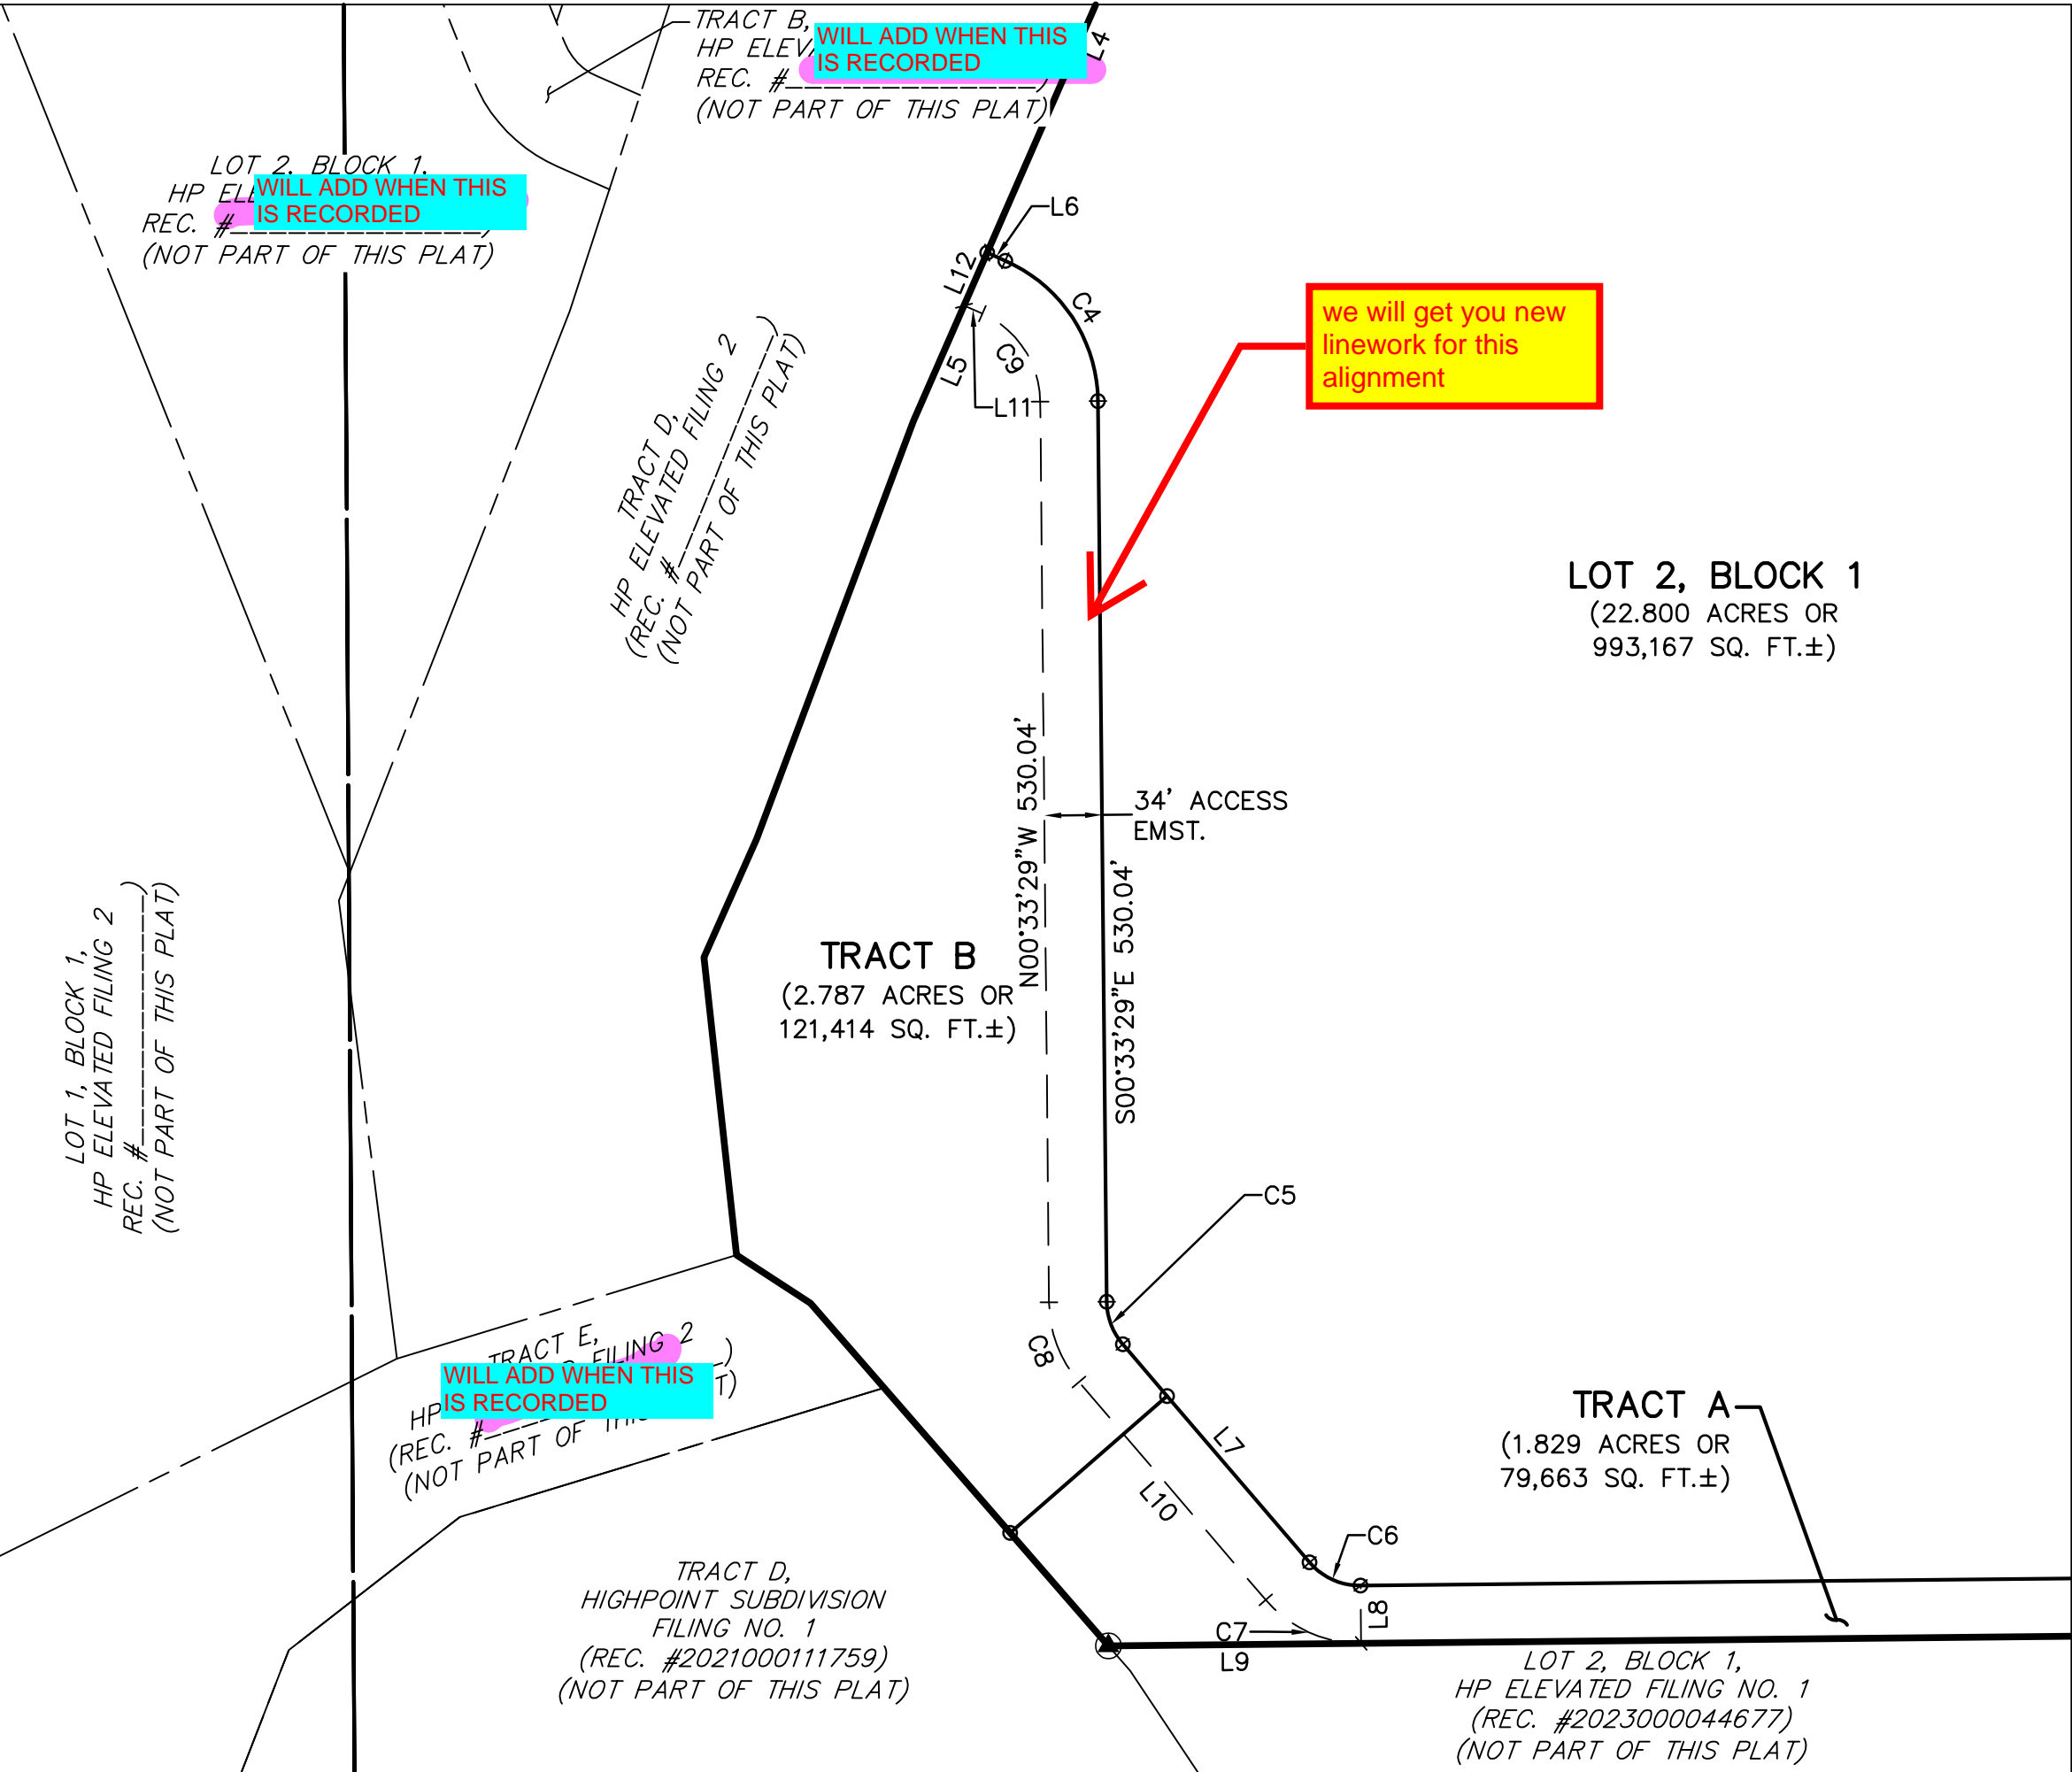 TRACT B,
HP ELEV
WILL ADD WHEN THIS
IS RECORDED
REC. #_____________)
(NOT PART OF THIS PLAT)
L4
LOT 2, BLOCK 1,
HP ELE
WILL ADD WHEN THIS
IS RECORDED
REC. #_____________)
(NOT PART OF THIS PLAT)
L6
L12
C4
C9
L5
L11
we will get you new
linework for this
alignment
TRACT D,
HP ELEVATED FILING 2
(REC. #_____________)
(NOT PART OF THIS PLAT)
LOT 2, BLOCK 1
(22.800 ACRES OR
993,167 SQ. FT.±)
N00°33'29"W 530.04'
34' ACCESS
EMST.
S00°33'29"E 530.04'
TRACT B
(2.787 ACRES OR
121,414 SQ. FT.±)
LOT 1, BLOCK 1,
HP ELEVATED FILING 2
REC. #_____________)
(NOT PART OF THIS PLAT)
C5
C8
TRACT E,
HP FILING 2
WILL ADD WHEN THIS
IS RECORDED
(REC. #_____________)
(NOT PART OF
L7
L10
TRACT A
(1.829 ACRES OR
79,663 SQ. FT.±)
C6
L8
C7
L9
TRACT D,
HIGHPOINT SUBDIVISION
FILING NO. 1
(REC. #2021000111759)
(NOT PART OF THIS PLAT)
LOT 2, BLOCK 1,
HP ELEVATED FILING NO. 1
(REC. #2023000044677)
(NOT PART OF THIS PLAT)